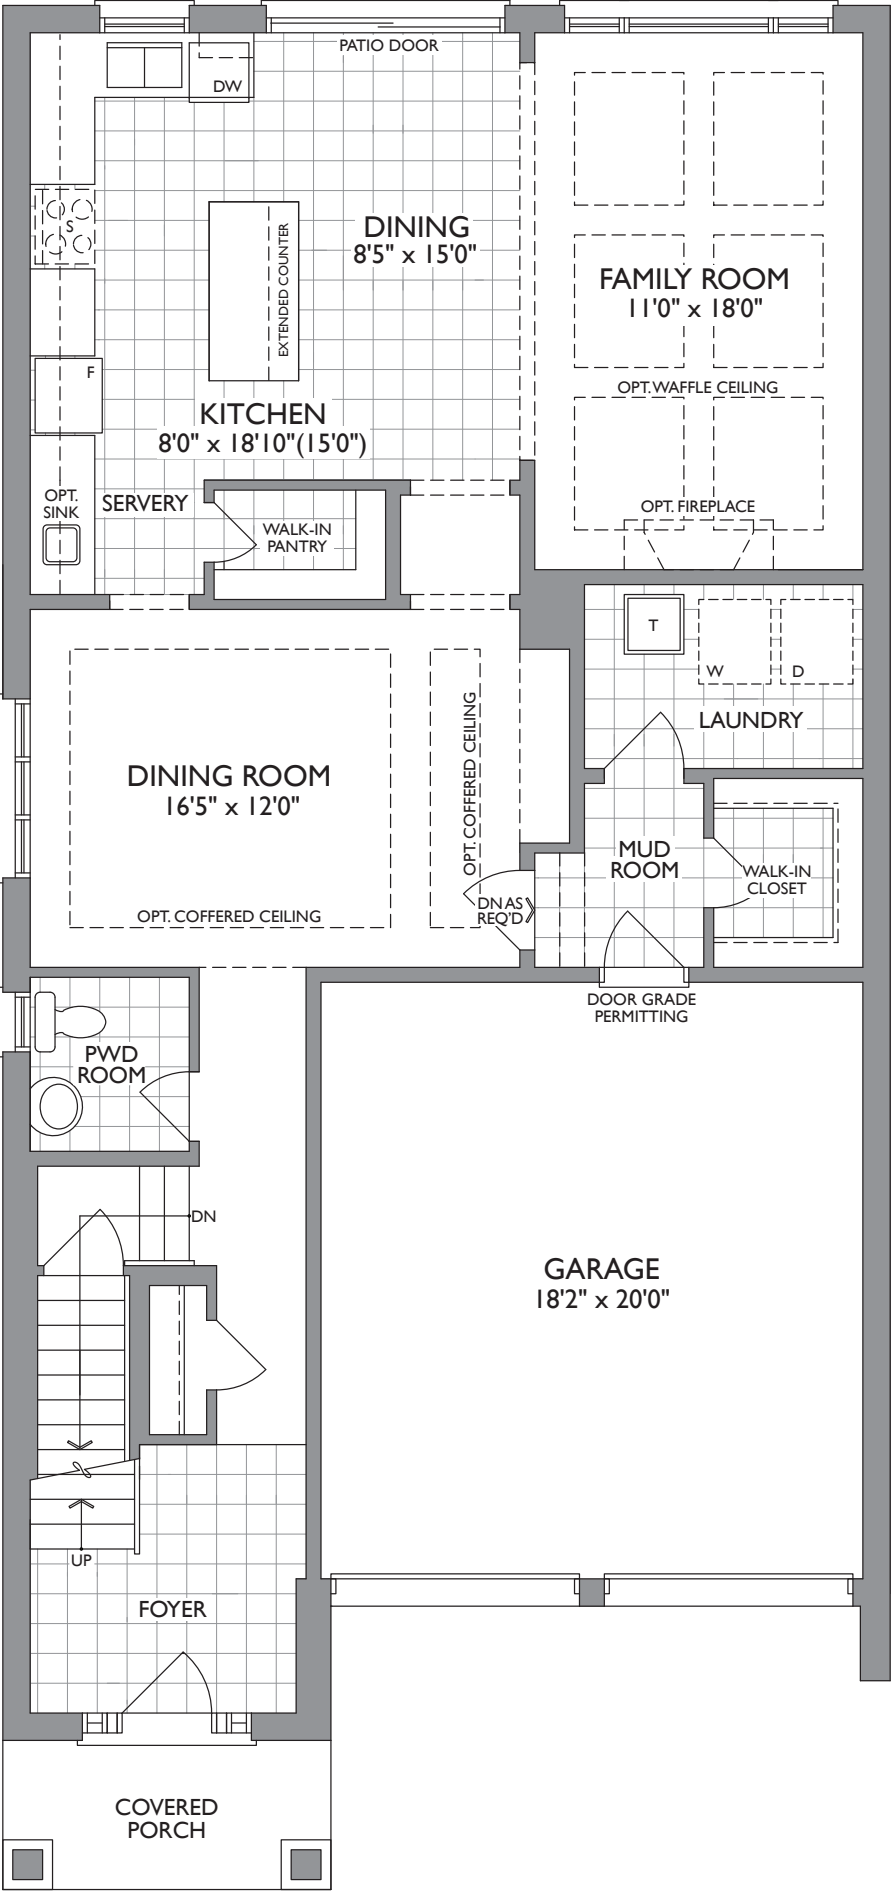 PATIO DOOR
DW
S
EXTENDED COUNTER
DINING
8'5" x 15'0"
FAMILY ROOM
11'0" x 18'0"
F
OPT. WAFFLE CEILING
KITCHEN
8'0" x 18'10"(15'0")
OPT.
SINK
SERVERY
WALK-IN
PANTRY
OPT. FIREPLACE
T
W
D
LAUNDRY
DINING ROOM
16'5" x 12'0"
OPT. COFFERED CEILING
OPT. COFFERED CEILING
MUD
ROOM
WALK-IN
CLOSET
DN AS
REQ'D
DOOR GRADE
PERMITTING
PWD
ROOM
DN
GARAGE
18'2" x 20'0"
UP
FOYER
COVERED
PORCH